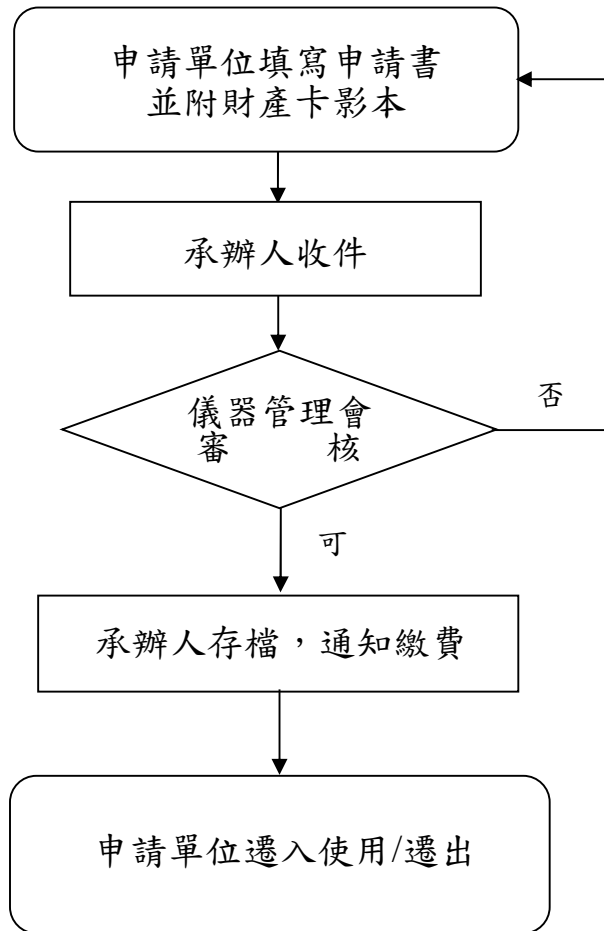 申請單位填寫申請書
並附財產卡影本
承辦人收件
儀器管理會
審　　核
否
可
承辦人存檔，通知繳費
申請單位遷入使用/遷出